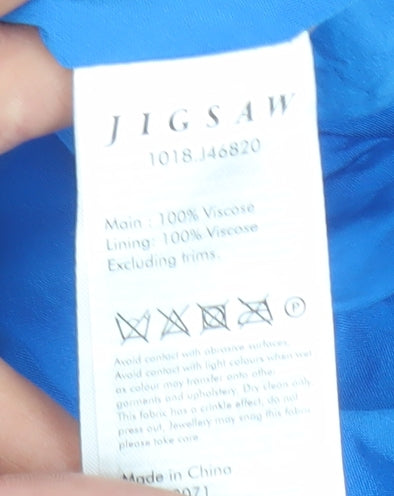 JIGSAW
1018.J46820
Main : 100% Viscose
Lining: 100% Viscose
Excluding trims.
P
Avoid contact with abrasive surfaces,
Avoid contact with light colours when wet
as colour may transfer onto other
garments and upholstery. Dry clean only
This fabric has a crinkle effect, do not
press out, Jewellery may snag this fabric
please take care
Made in China